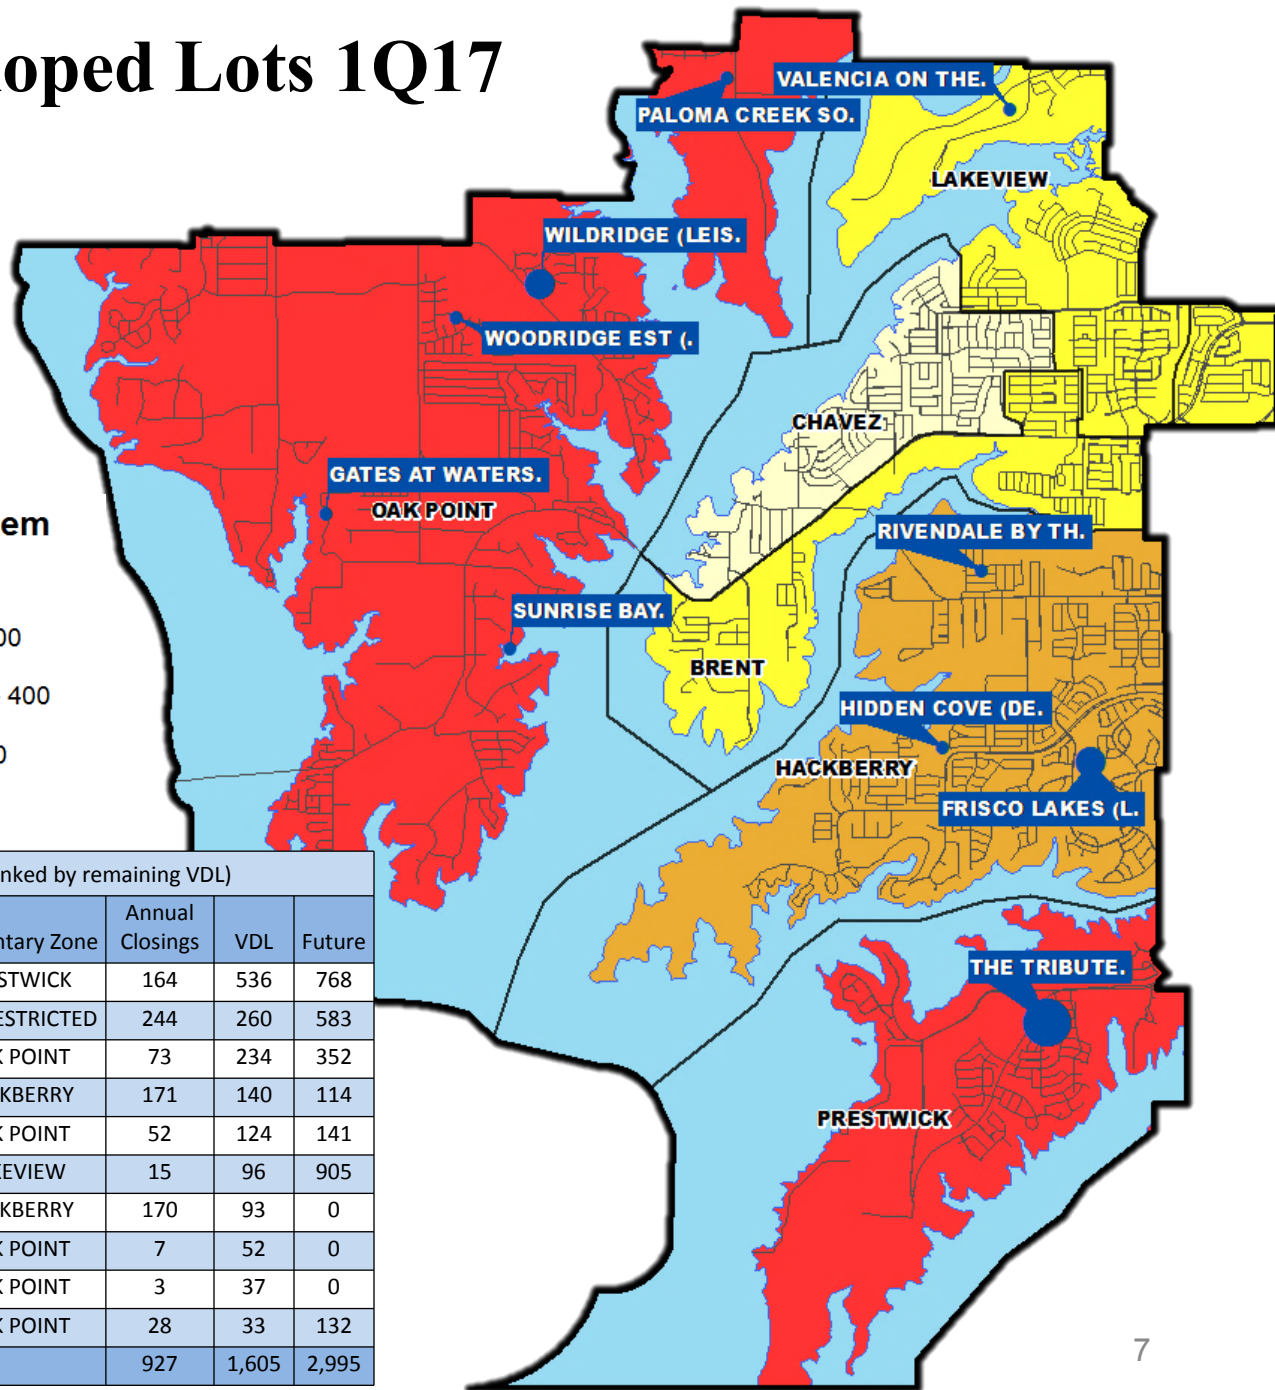 loped Lots 1Q17
VALENCIA ON THE.
PALOMA CREEK SO.
LAKEVIEW
WILDRIDGE (LEIS.
WOODRIDGE EST (.
CHAVEZ
GATES AT WATERS.
OAK POINT
em
RIVENDALE BY TH.
SUNRISE BAY.
00
BRENT
400
HIDDEN COVE (DE.
0
HACKBERRY
FRISCO LAKES (L.
nked by remaining VDL)
ntary Zone Annual Closings VDL Future
STWICK 164 536 768
ESTRICTED 244 260 583
K POINT 73 234 352
KBERRY 171 140 114
K POINT 52 124 141
EVIEW 15 96 905
KBERRY 170 93 0
K POINT 7 52 0
K POINT 3 37 0
K POINT 28 33 132
927 1,605 2,995
THE TRIBUTE.
PRESTWICK
7